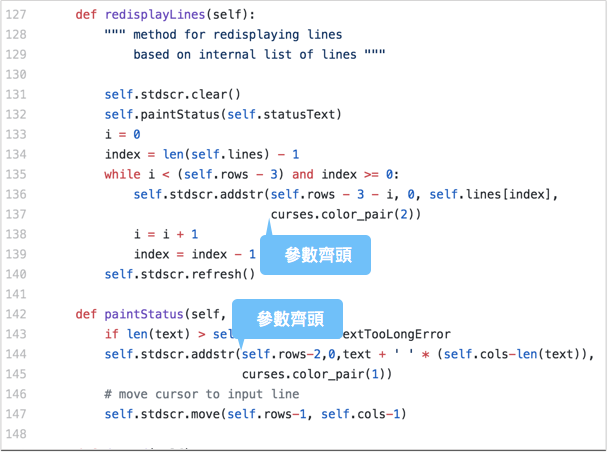 127 def redisplayLines(self):
128 """ method for redisplaying lines
129 based on internal list of lines """
130
131 self.stdscr.clear()
132 self.paintStatus(self.statusText)
133 i = 0
134 index = len(self.lines) - 1
135 while i < (self.rows - 3) and index >= 0:
136 self.stdscr.addstr(self.rows - 3 - i, 0, self.lines[index],
137 curses.color_pair(2))
138 i = i + 1
139 index = index - 1
參數齊頭
140 self.stdscr.refresh()
141
142 def paintStatus(self,
參數齊頭
143 if len(text) > sel extTooLongError
144 self.stdscr.addstr(self.rows-2,0,text + ' ' * (self.cols-len(text)),
145 curses.color_pair(1))
146 # move cursor to input line
147 self.stdscr.move(self.rows-1, self.cols-1)
148